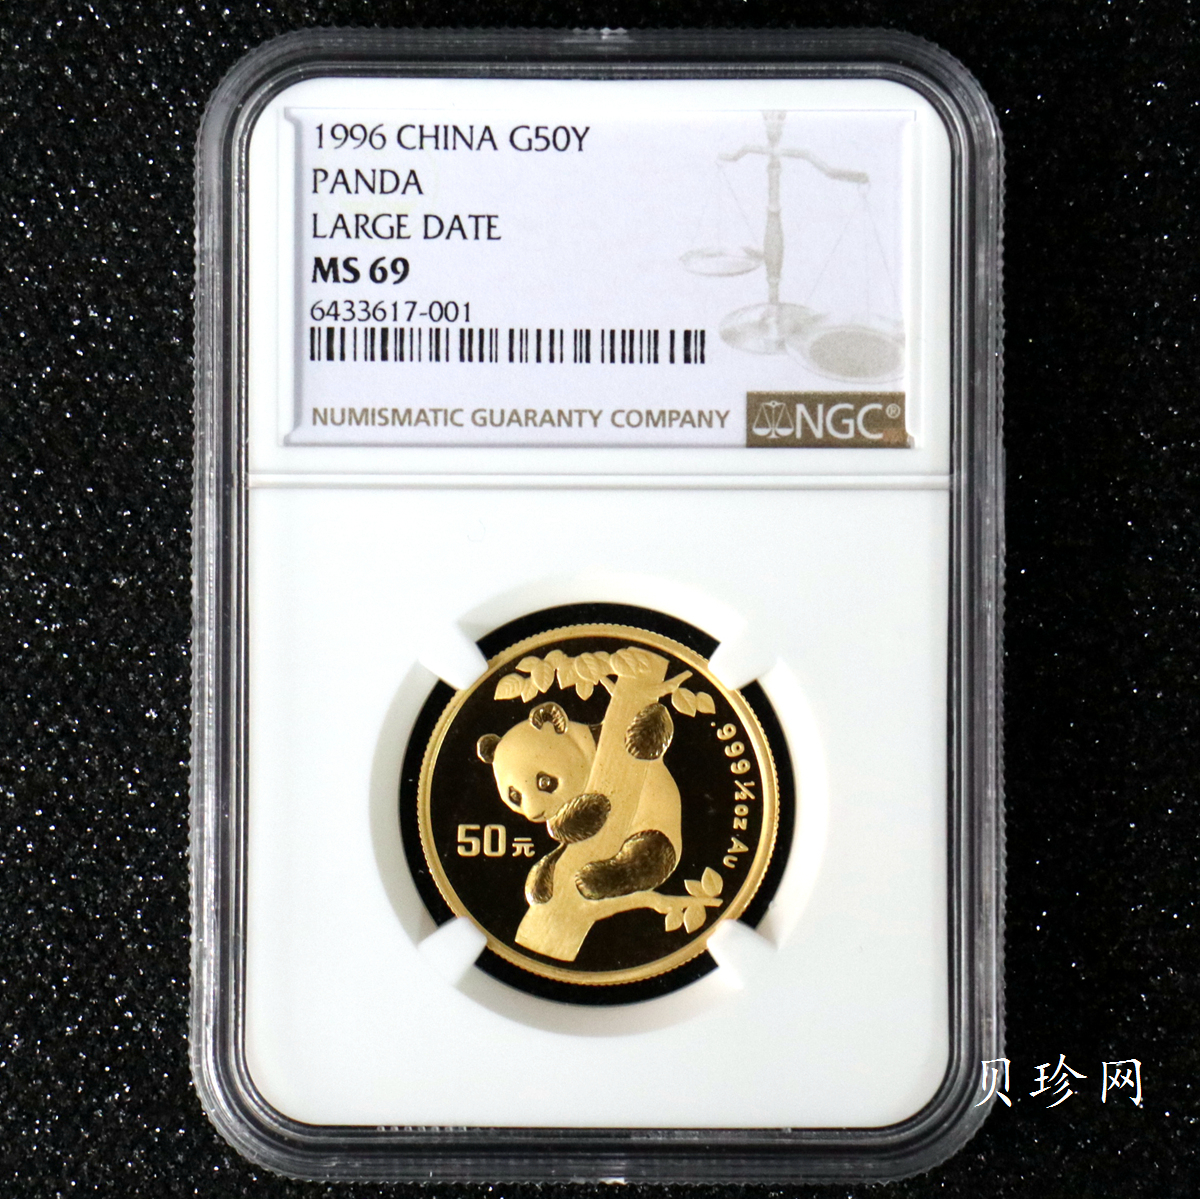 1996 CHINA G50Y
PANDA
LARGE DATE
MS 69
6433617-001
NUMISMATIC GUARANTY COMPANY
NGC®
50元
.999 ½oz Au
贝珍网